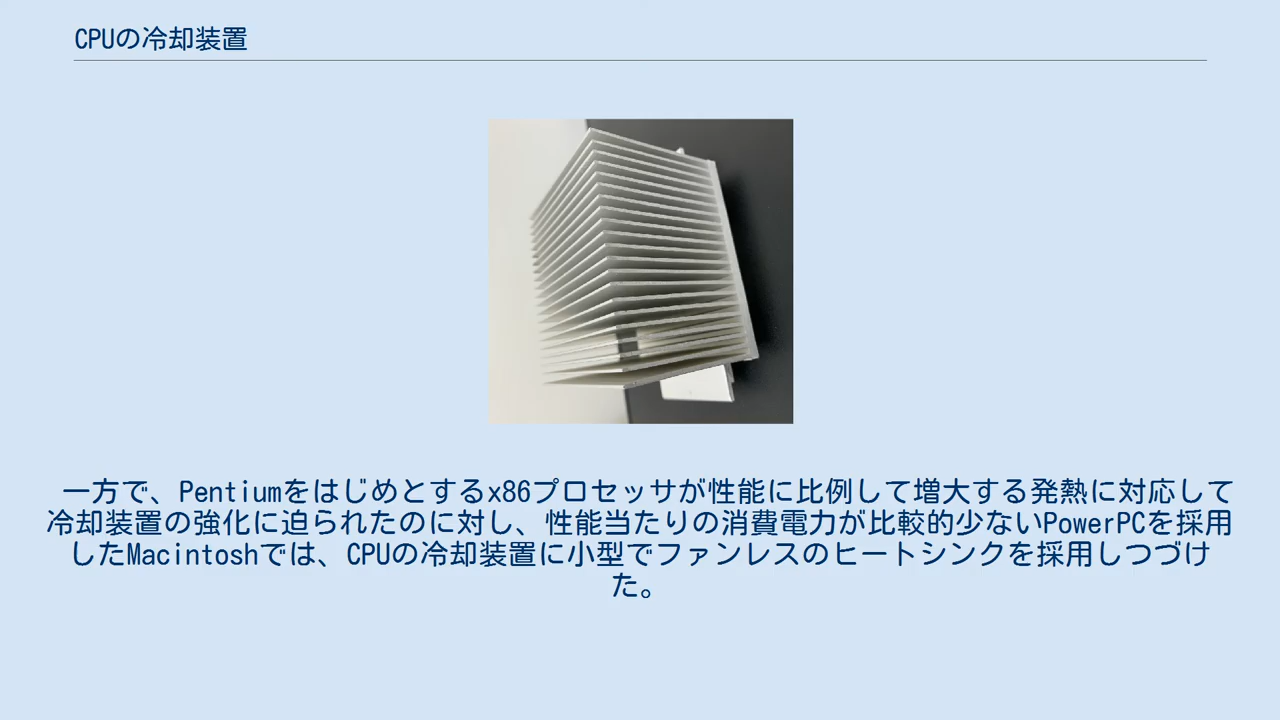 CPUの冷却装置
一方で、Pentiumをはじめとするx86プロセッサが性能に比例して増大する発熱に対応して
冷却装置の強化に迫られたのに対し、性能当たりの消費電力が比較的少ないPowerPCを採用
したMacintoshでは、CPUの冷却装置に小型でファンレスのヒートシンクを採用しつづけ
た。